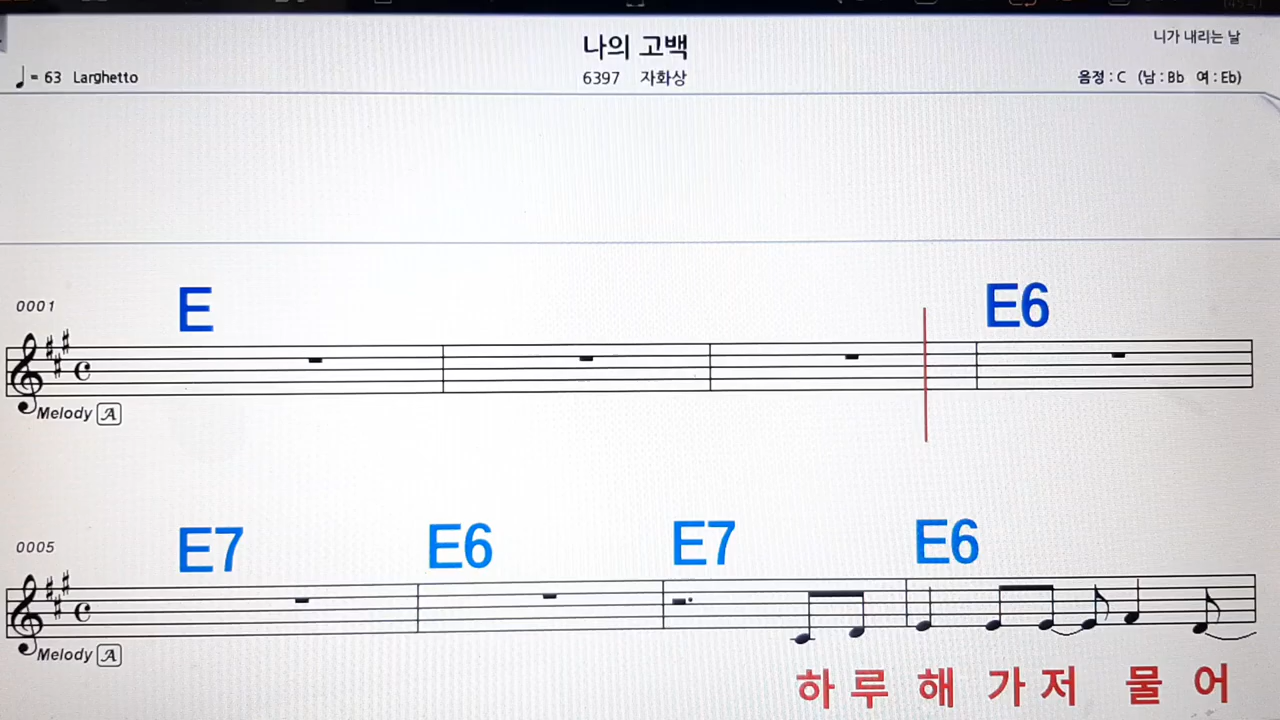 나의 고백
니가 내리는 날
♩= 63 Larghetto
6397 자화상
음정 : C (남 : Bb 여 : Eb)
0001
E E6
Melody A
0005
E7 E6 E7 E6
Melody A
하 루 해 가 저 물 어